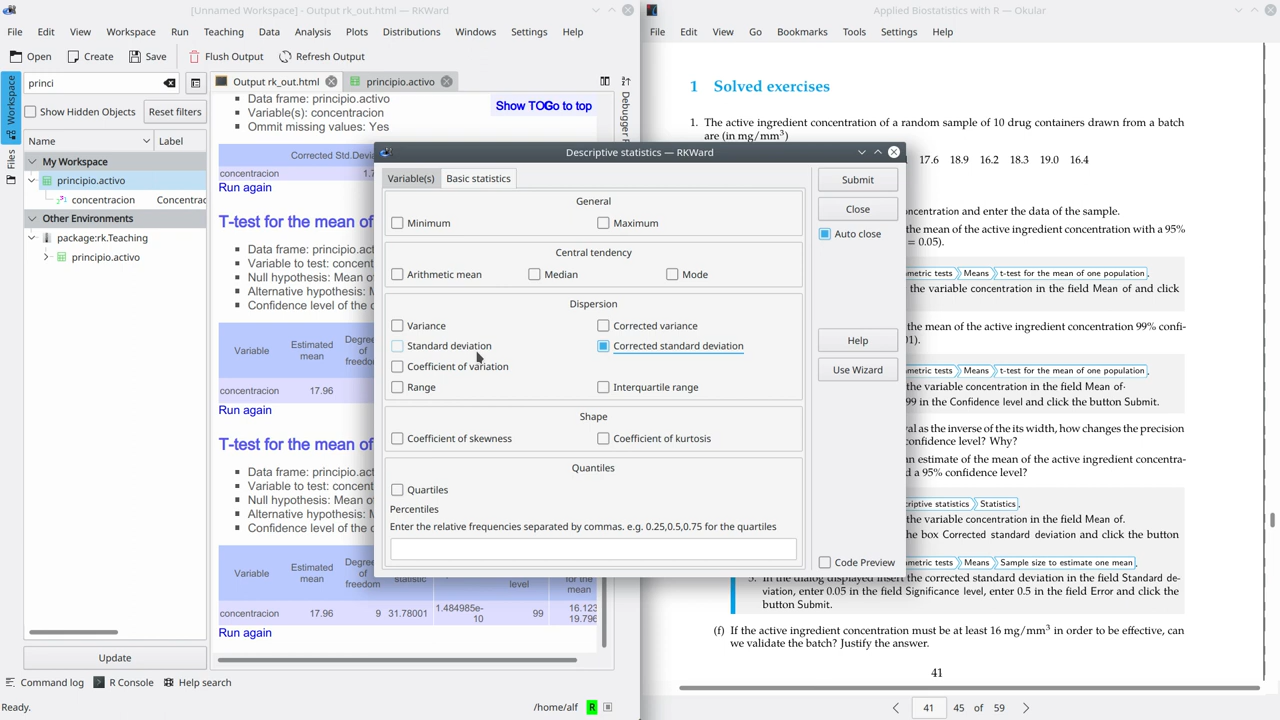 [Unnamed Workspace] - Output rk_out.html — RKWard
File Edit View Workspace Run Teaching Data Analysis Plots Distributions Windows Settings Help
Open Create Save Flush Output Refresh Output
princi
Show Hidden Objects Reset filters
Name Label
My Workspace
principio.activo
concentracion Concentrac
Other Environments
package:rk.Teaching
principio.activo
Update
Workspace
Files
Output rk_out.html principio.activo
Data frame: principio.activo
Variable(s): concentracion
Ommit missing values: Yes
Show TOGo to top
Corrected Std.Devia
concentracion 1.7
Run again
T-test for the mean of
Data frame: principio.activo
Variable to test: concent
Null hypothesis: Mean o
Alternative hypothesis: M
Confidence level of the c
Variable Estimated mean Degree of freedom
concentracion 17.96
Run again
T-test for the mean of
Data frame: principio.activo
Variable to test: concent
Null hypothesis: Mean o
Alternative hypothesis: M
Confidence level of the c
Variable Estimated mean Degree of freedom statistic level for the mean
concentracion 17.96 9 31.78001 1.484985e-10 99 16.123 19.796
Run again
Debugger F
Command log R Console Help search
Ready. /home/alf R
Descriptive statistics — RKWard
Variable(s) Basic statistics
General
Minimum Maximum
Central tendency
Arithmetic mean Median Mode
Dispersion
Variance Corrected variance
Standard deviation Corrected standard deviation
Coefficient of variation
Range Interquartile range
Shape
Coefficient of skewness Coefficient of kurtosis
Quantiles
Quartiles
Percentiles
Enter the relative frequencies separated by commas. e.g. 0.25,0.5,0.75 for the quartiles
Submit
Close
Auto close
Help
Use Wizard
Code Preview
Applied Biostatistics with R — Okular
File Edit View Go Bookmarks Tools Settings Help
1 Solved exercises
1. The active ingredient concentration of a random sample of 10 drug containers drawn from a batch
are (in mg/mm³)
17.6 18.9 16.2 18.3 19.0 16.4
oncentration and enter the data of the sample.
the mean of the active ingredient concentration with a 95%
= 0.05).
metric tests Means t-test for the mean of one population
the variable concentration in the field Mean of and click
the mean of the active ingredient concentration 99% confi-
01).
metric tests Means t-test for the mean of one population
the variable concentration in the field Mean of·
99 in the Confidence level and click the button Submit.
val as the inverse of its width, how changes the precision
confidence level? Why?
n estimate of the mean of the active ingredient concentra-
d a 95% confidence level?
criptive statistics Statistics
the variable concentration in the field Mean of.
he box Corrected standard deviation and click the button
metric tests Means Sample size to estimate one mean
5. In the dialog displayed insert the corrected standard deviation in the field Standard de-
viation, enter 0.05 in the field Significance level, enter 0.5 in the field Error and click the
button Submit.
(f) If the active ingredient concentration must be at least 16 mg/mm³ in order to be effective, can
we validate the batch? Justify the answer.
41
41 45 of 59